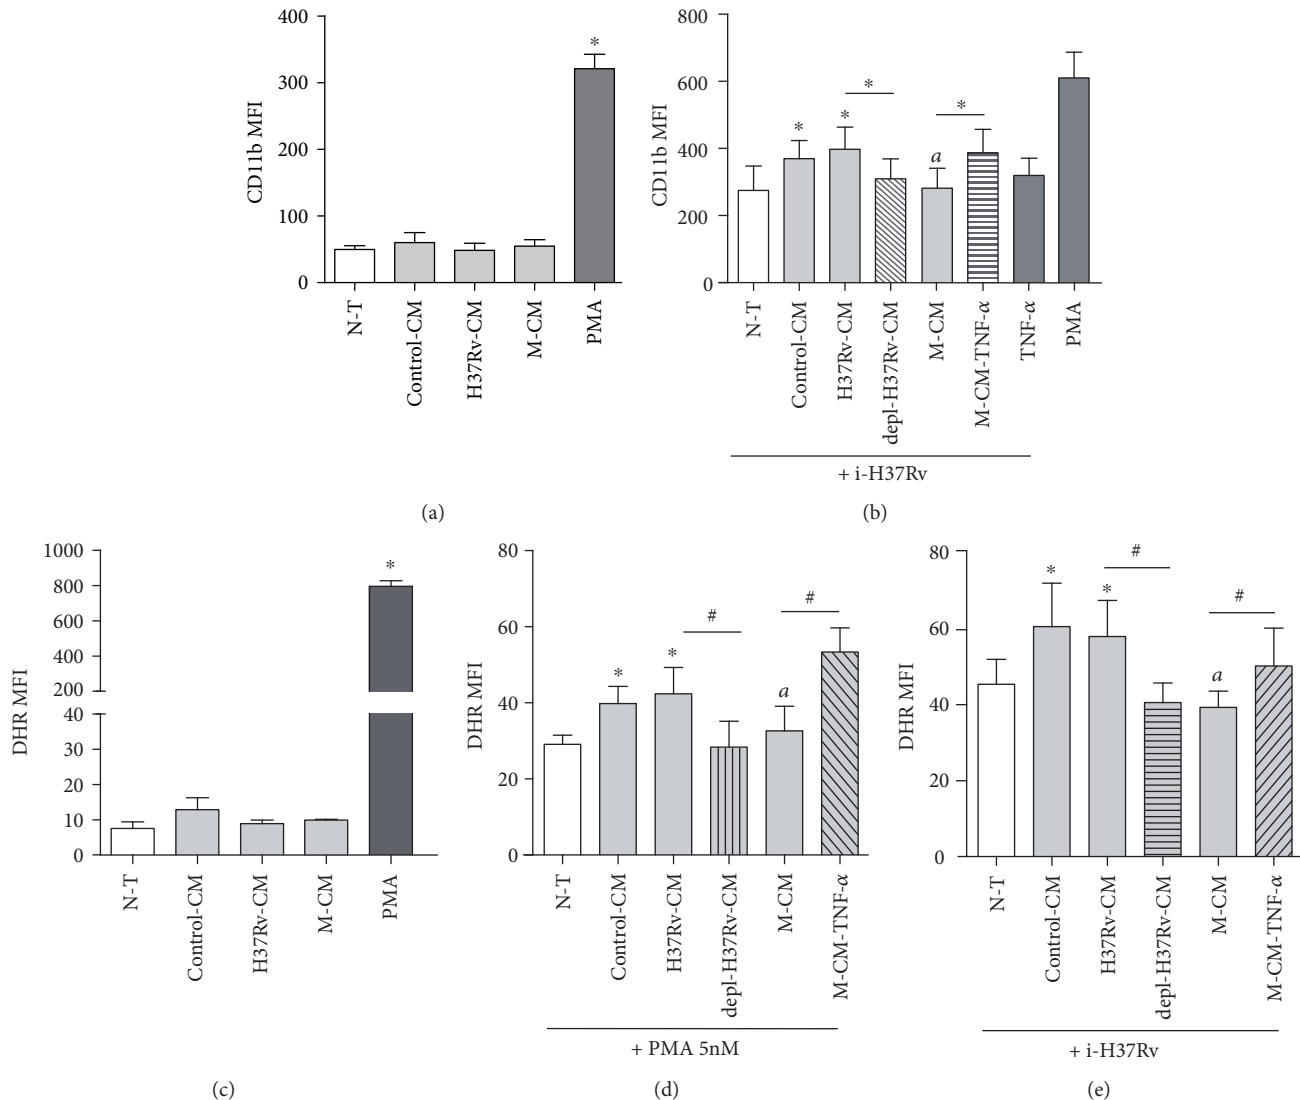 400
300
200
100
0
CD11b MFI
*
N-T
Control-CM
H37Rv-CM
M-CM
PMA
(a)
800
600
400
200
0
CD11b MFI
*
*
*
a
*
N-T
Control-CM
H37Rv-CM
depl-H37Rv-CM
M-CM
M-CM-TNF-α
TNF-α
PMA
+ i-H37Rv
(b)
1000
800
600
400
200
40
30
20
10
0
DHR MFI
*
N-T
Control-CM
H37Rv-CM
M-CM
PMA
(c)
80
60
40
20
0
DHR MFI
*
*
#
a
#
N-T
Control-CM
H37Rv-CM
depl-H37Rv-CM
M-CM
M-CM-TNF-α
+ PMA 5nM
(d)
80
60
40
20
0
DHR MFI
*
*
#
a
#
N-T
Control-CM
H37Rv-CM
depl-H37Rv-CM
M-CM
M-CM-TNF-α
+ i-H37Rv
(e)